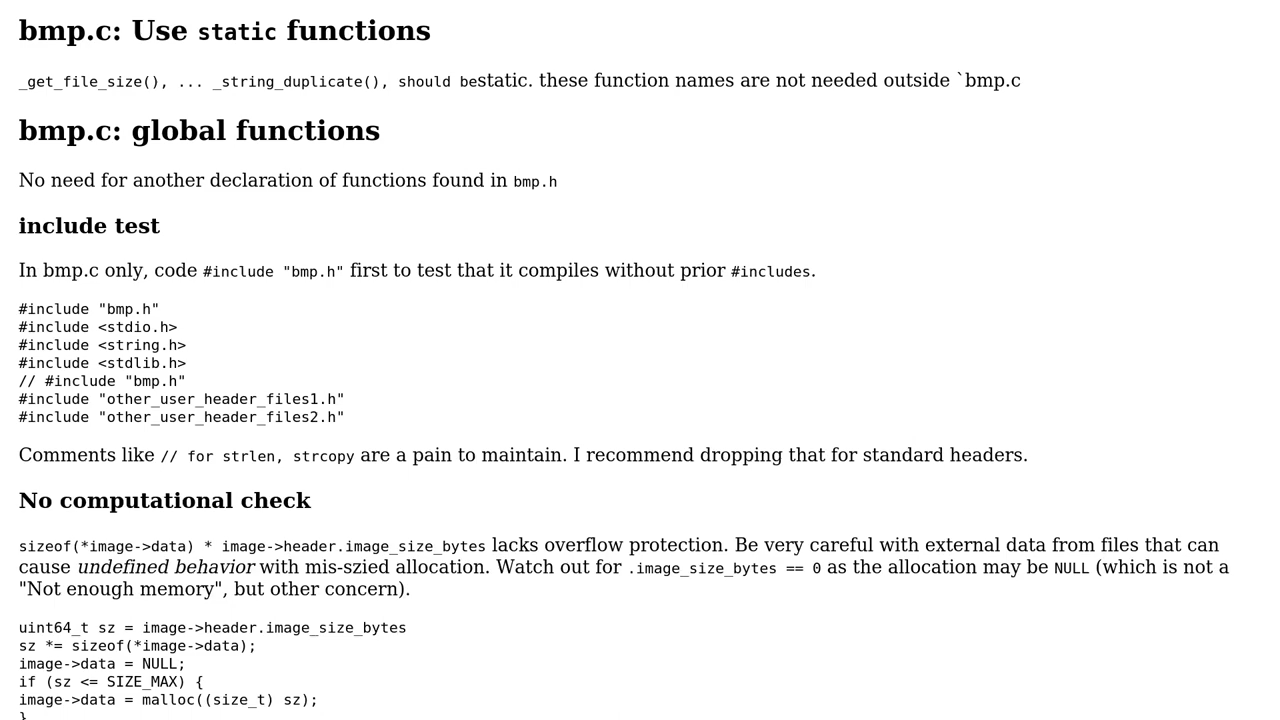 bmp.c: Use static functions
_get_file_size(), ... _string_duplicate(), should bestatic. these function names are not needed outside `bmp.c
bmp.c: global functions
No need for another declaration of functions found in bmp.h
include test
In bmp.c only, code #include "bmp.h" first to test that it compiles without prior #includes.
#include "bmp.h"
#include <stdio.h>
#include <string.h>
#include <stdlib.h>
// #include "bmp.h"
#include "other_user_header_files1.h"
#include "other_user_header_files2.h"
Comments like // for strlen, strcopy are a pain to maintain. I recommend dropping that for standard headers.
No computational check
sizeof(*image->data) * image->header.image_size_bytes lacks overflow protection. Be very careful with external data from files that can
cause undefined behavior with mis-szied allocation. Watch out for .image_size_bytes == 0 as the allocation may be NULL (which is not a
"Not enough memory", but other concern).
uint64_t sz = image->header.image_size_bytes
sz *= sizeof(*image->data);
image->data = NULL;
if (sz <= SIZE_MAX) {
image->data = malloc((size_t) sz);
}